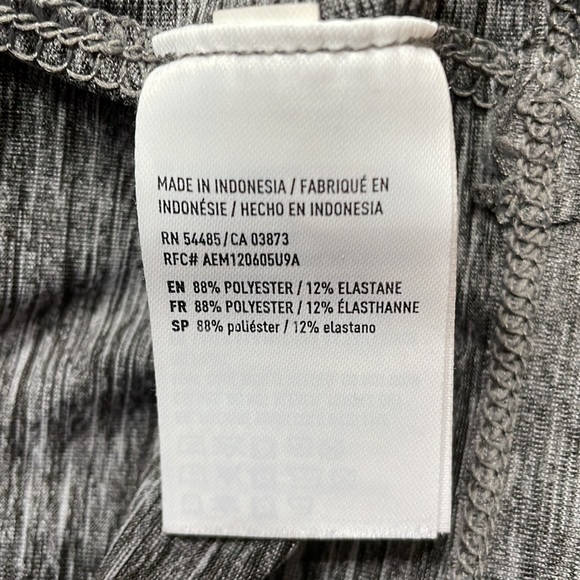 MADE IN INDONESIA / FABRIQUÉ EN
INDONÉSIE / HECHO EN INDONESIA
RN 54485/CA 03873
RFC# AEM120605U9A
EN 88% POLYESTER / 12% ELASTANE
FR 88% POLYESTER / 12% ÉLASTHANNE
SP 88% poliéster / 12% elastano